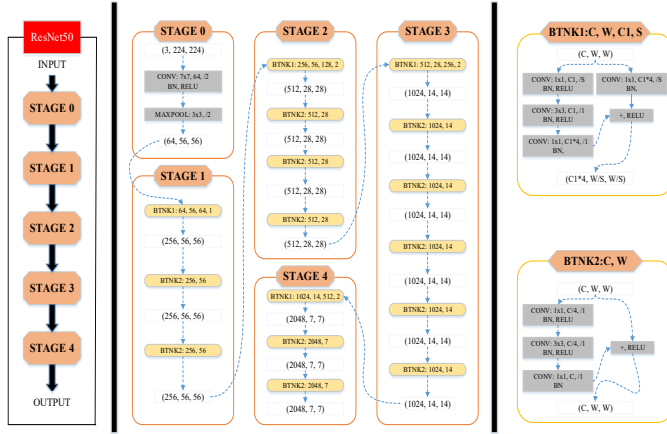 ResNet50
INPUT
STAGE 0
STAGE 1
STAGE 2
STAGE 3
STAGE 4
OUTPUT
STAGE 0
(3, 224, 224)
CONV: 7x7, 64, /2
BN, RELU
MAXPOOL: 3x3, /2
(64, 56, 56)
STAGE 1
BTNK1: 64, 56, 64, 1
(256, 56, 56)
BTNK2: 256, 56
(256, 56, 56)
BTNK2: 256, 56
(256, 56, 56)
STAGE 2
BTNK1: 256, 56, 128, 2
(512, 28, 28)
BTNK2: 512, 28
(512, 28, 28)
BTNK2: 512, 28
(512, 28, 28)
BTNK2: 512, 28
(512, 28, 28)
STAGE 4
BTNK1: 1024, 14, 512, 2
(2048, 7, 7)
BTNK2: 2048, 7
(2048, 7, 7)
BTNK2: 2048, 7
(2048, 7, 7)
STAGE 3
BTNK1: 512, 28, 256, 2
(1024, 14, 14)
BTNK2: 1024, 14
(1024, 14, 14)
BTNK2: 1024, 14
(1024, 14, 14)
BTNK2: 1024, 14
(1024, 14, 14)
BTNK2: 1024, 14
(1024, 14, 14)
BTNK2: 1024, 14
(1024, 14, 14)
BTNK1:C, W, C1, S
(C, W, W)
CONV: 1x1, C1, /S
BN, RELU
CONV: 3x3, C1, /1
BN, RELU
CONV: 1x1, C1*4, /1
BN,
CONV: 1x1, C1*4, /S
BN,
+, RELU
(C1*4, W/S, W/S)
BTNK2:C, W
(C, W, W)
CONV: 1x1, C/4, /1
BN, RELU
CONV: 3x3, C/4, /1
BN, RELU
CONV: 1x1, C, /1
BN
+, RELU
(C, W, W)